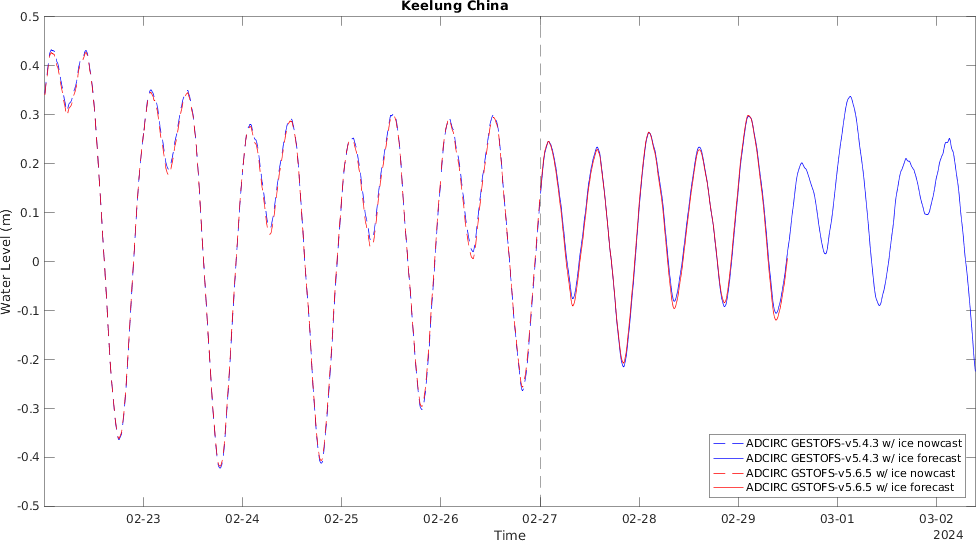 Keelung China
0.5
0.4
0.3
0.2
0.1
0
-0.1
-0.2
-0.3
-0.4
-0.5
Water Level (m)
02-23 02-24 02-25 02-26 02-27 02-28 02-29 03-01 03-02
Time
2024
ADCIRC GESTOFS-v5.4.3 w/ ice nowcast
ADCIRC GESTOFS-v5.4.3 w/ ice forecast
ADCIRC GSTOFS-v5.6.5 w/ ice nowcast
ADCIRC GSTOFS-v5.6.5 w/ ice forecast